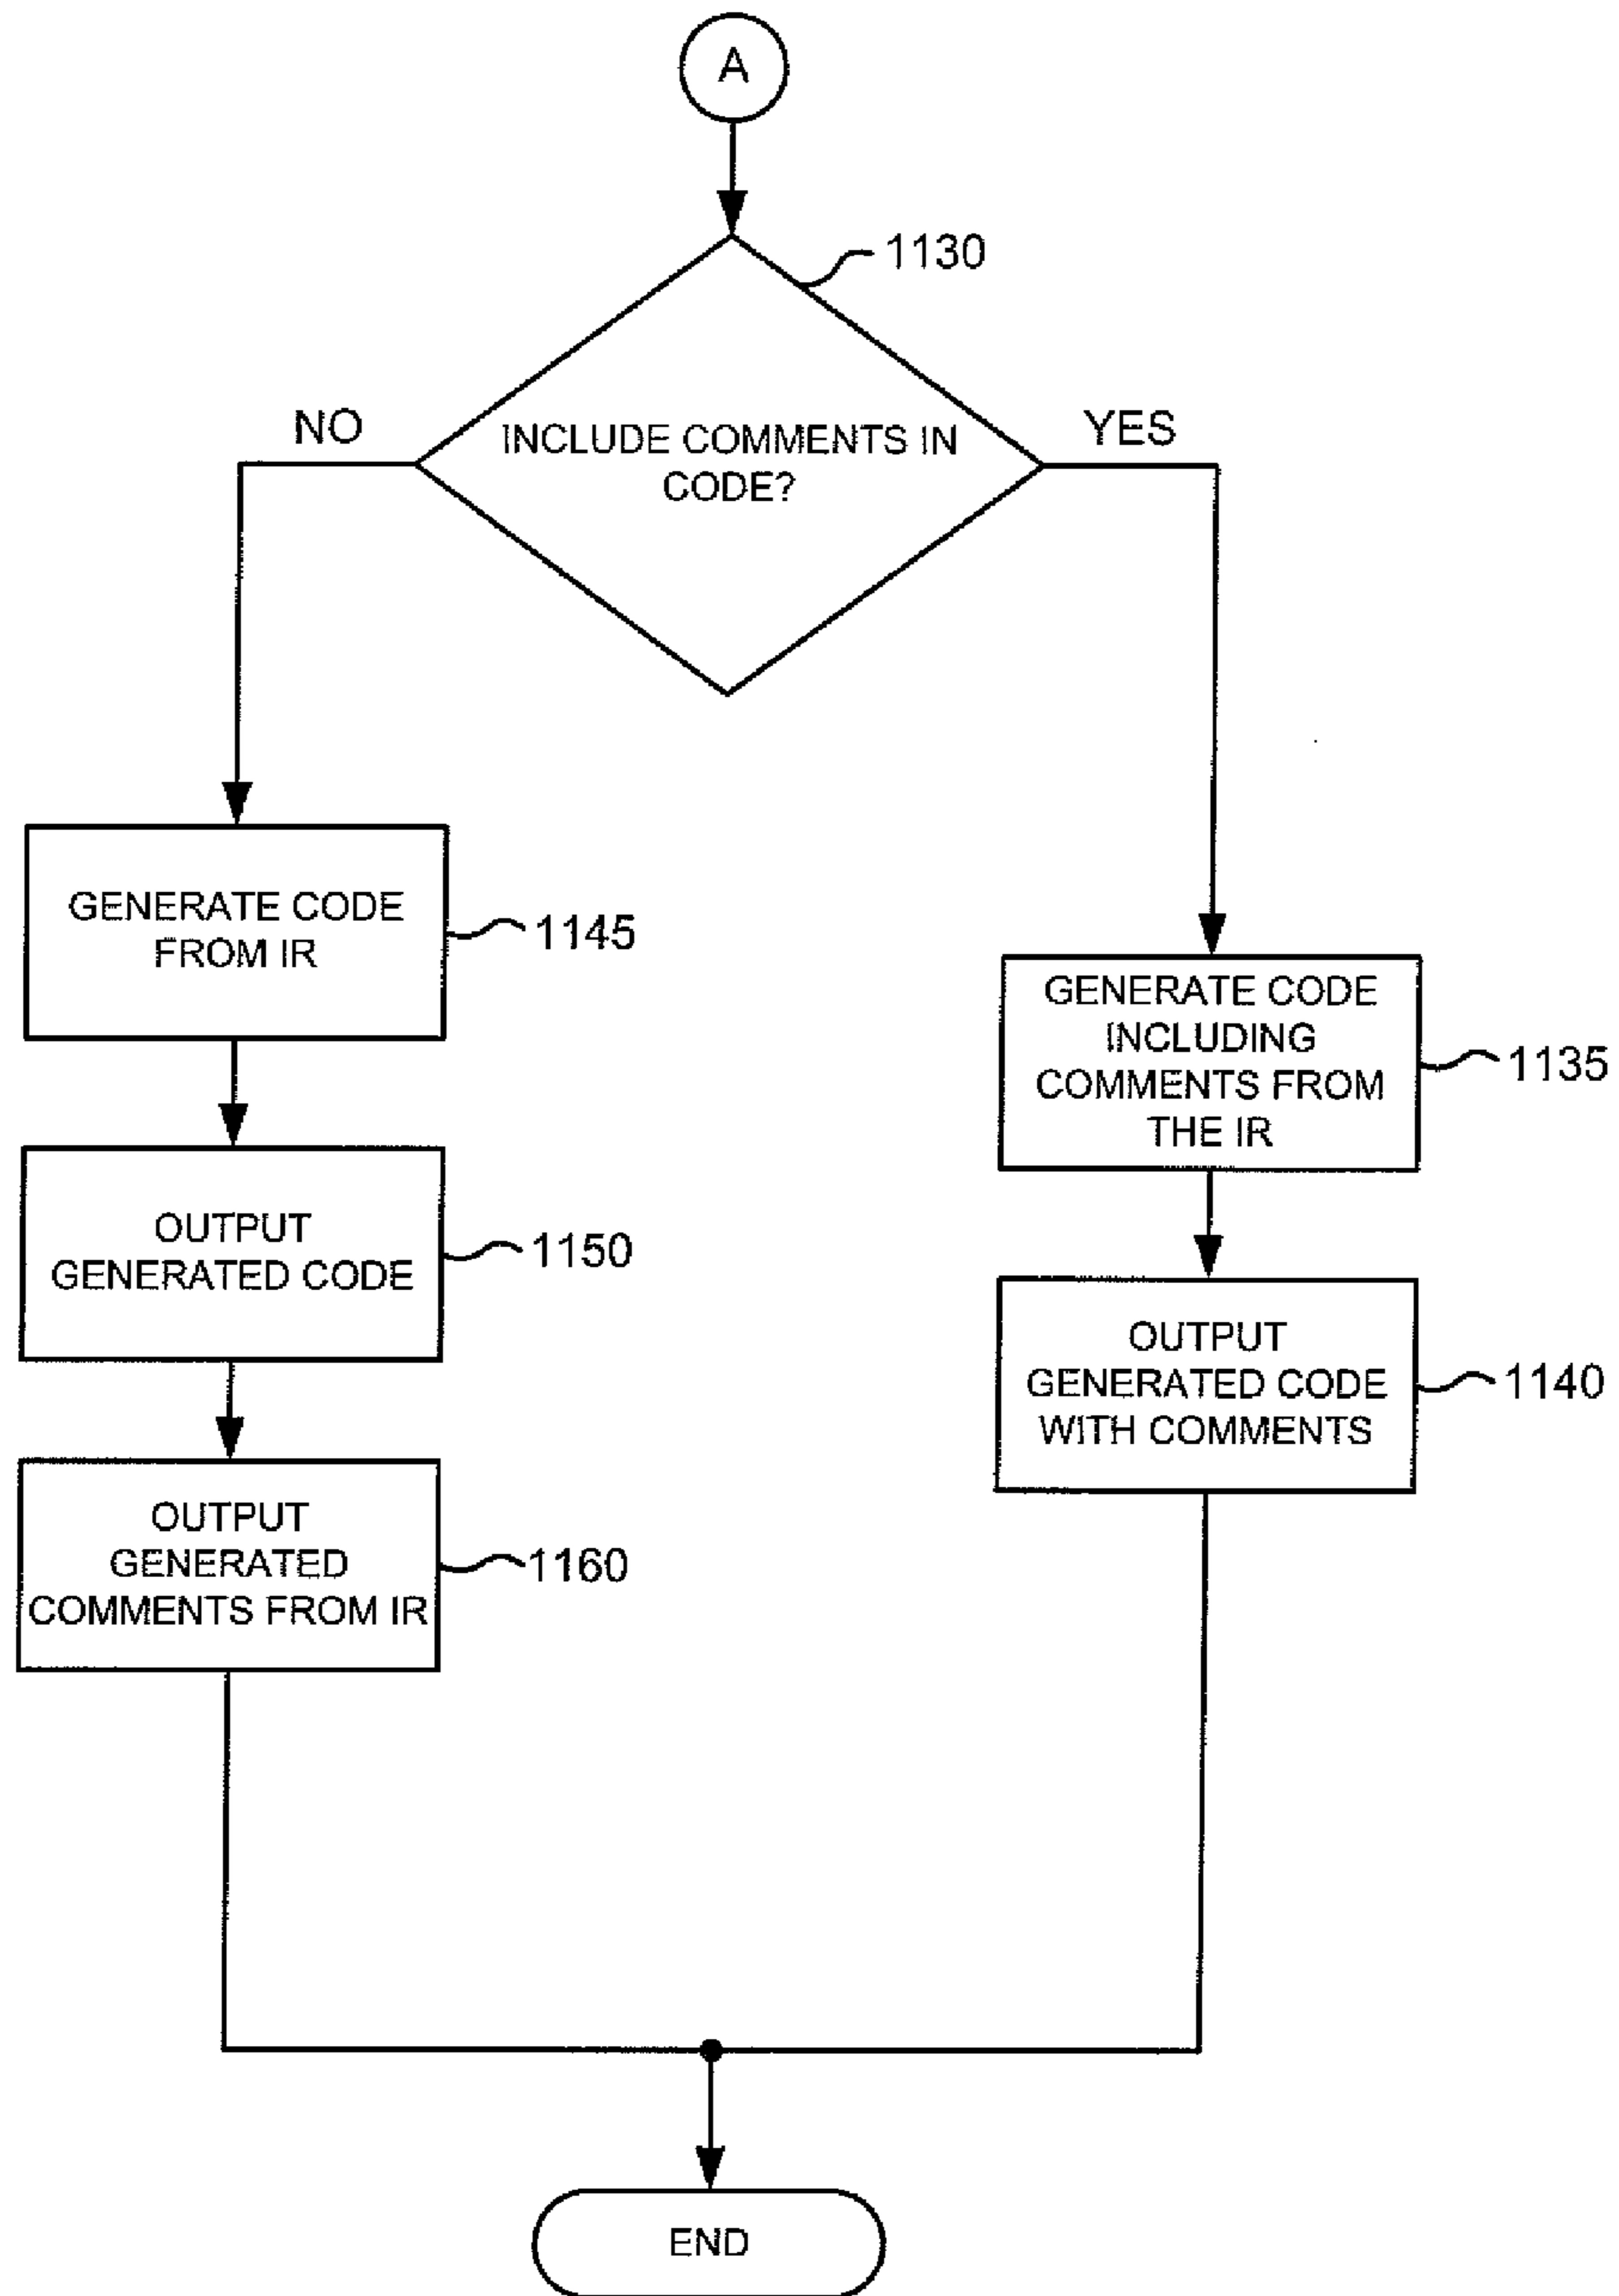 A
1130
NO
YES
INCLUDE COMMENTS IN
CODE?
GENERATE CODE
FROM IR
1145
GENERATE CODE
INCLUDING
COMMENTS FROM
THE IR
1135
OUTPUT
GENERATED CODE
1150
OUTPUT
GENERATED CODE
WITH COMMENTS
1140
OUTPUT
GENERATED
COMMENTS FROM IR
1160
END